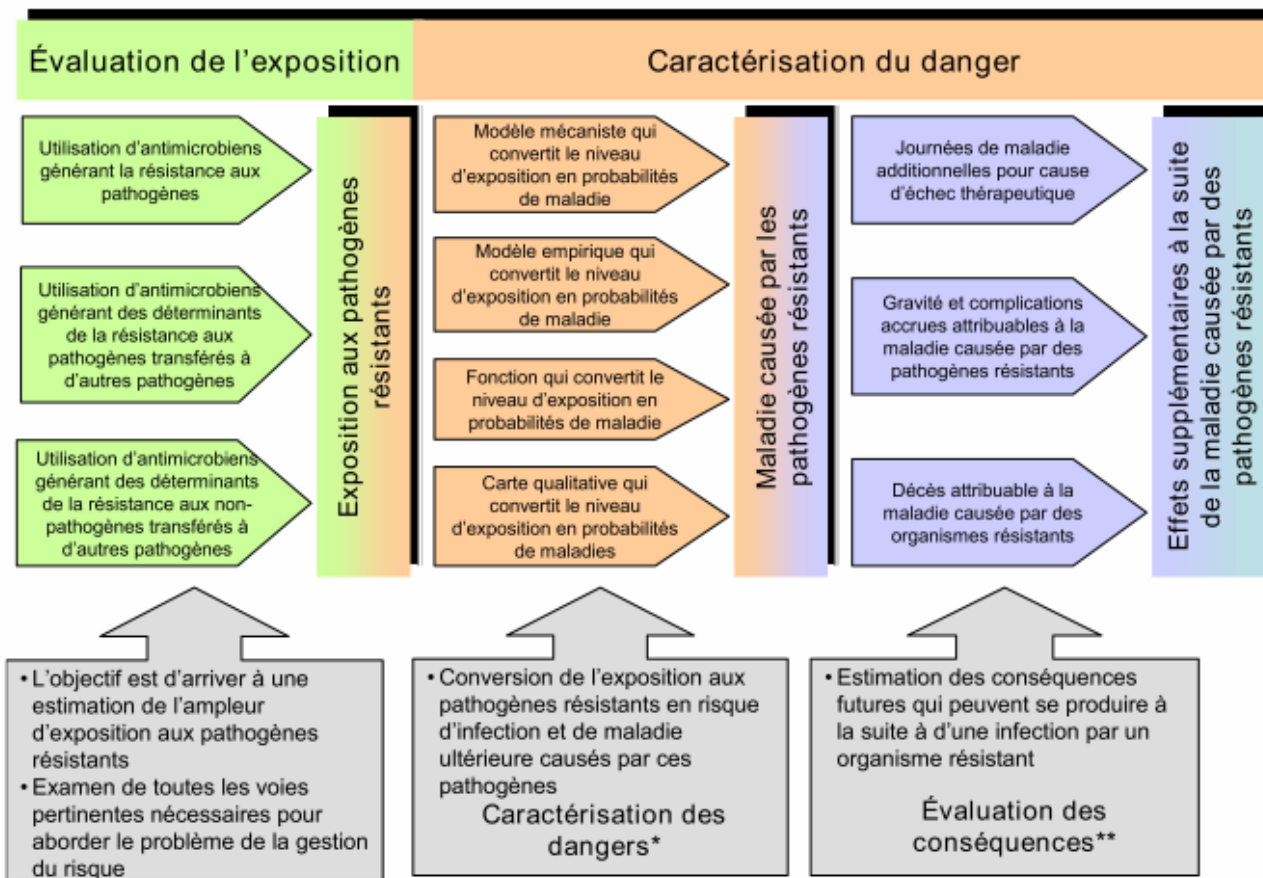 Évaluation de l'exposition
Caractérisation du danger
Utilisation d'antimicrobiens
générant la résistance aux
pathogènes
Utilisation d'antimicrobiens
générant des déterminants
de la résistance aux
pathogènes transférés à
d'autres pathogènes
Utilisation d'antimicrobiens
générant des déterminants
de la résistance aux non-
pathogènes transférés à
d'autres pathogènes
Exposition aux pathogènes
résistants
Modèle mécaniste qui
convertit le niveau
d'exposition en probabilités
de maladie
Modèle empirique qui
convertit le niveau
d'exposition en probabilités
de maladie
Fonction qui convertit le
niveau d'exposition en
probabilités de maladie
Carte qualitative qui
convertit le niveau
d'exposition en probabilités
de maladies
Maladie causée par les
pathogènes résistants
Journées de maladie
additionnelles pour cause
d'échec thérapeutique
Gravité et complications
accrues attribuables à la
maladie causée par des
pathogènes résistants
Décès attribuable à la
maladie causée par des
organismes résistants
Effets supplémentaires à la suite
de la maladie causée par des
pathogènes résistants
• L'objectif est d'arriver à une
estimation de l'ampleur
d'exposition aux pathogènes
résistants
• Examen de toutes les voies
pertinentes nécessaires pour
aborder le problème de la gestion
du risque
• Conversion de l'exposition aux
pathogènes résistants en risque
d'infection et de maladie
ultérieure causés par ces
pathogènes
Caractérisation des
dangers*
• Estimation des conséquences
futures qui peuvent se produire à
la suite à d'une infection par un
organisme résistant
Évaluation des
conséquences**